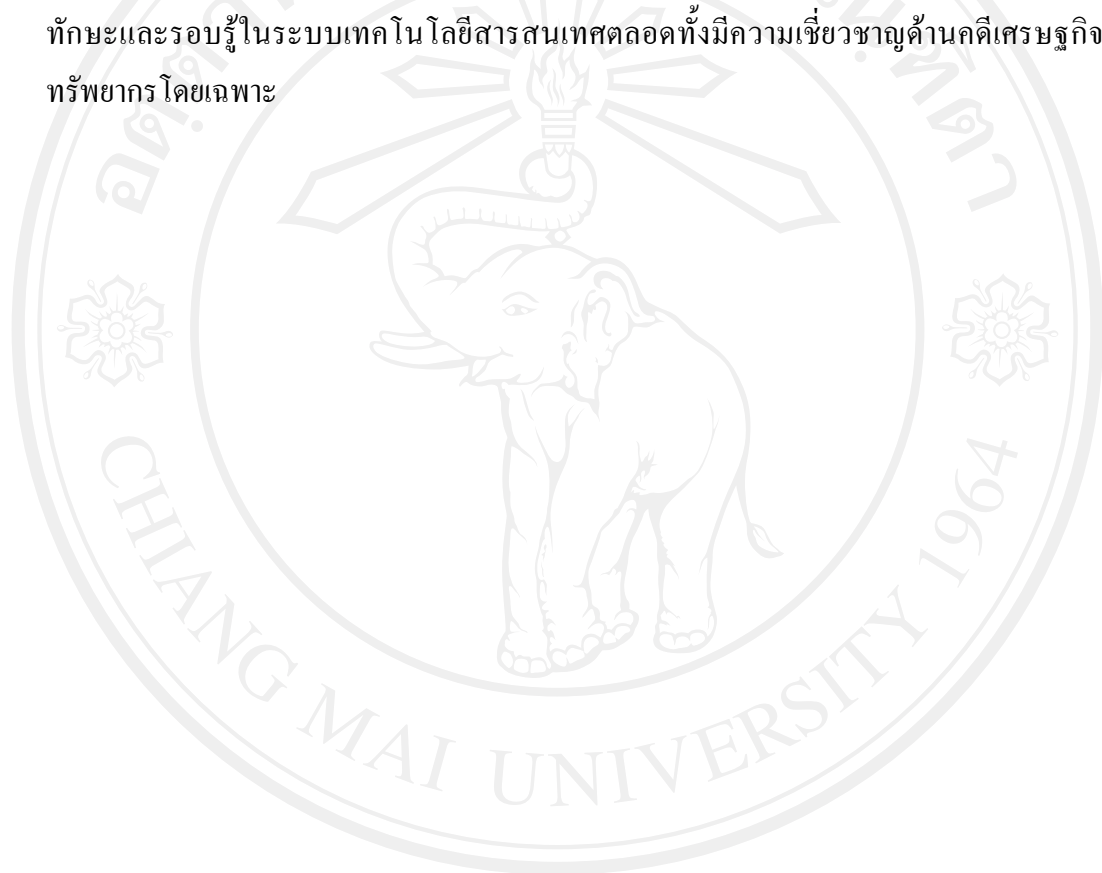 ทักษะและรอบรู้ในระบบเทคโนโลยีสารสนเทศตลอดทั้งมีความเชี่ยวชาญด้านคดีเศรษฐกิจ
ทรัพยากรโดยเฉพาะ
CHIANG MAI UNIVERSITY 1964